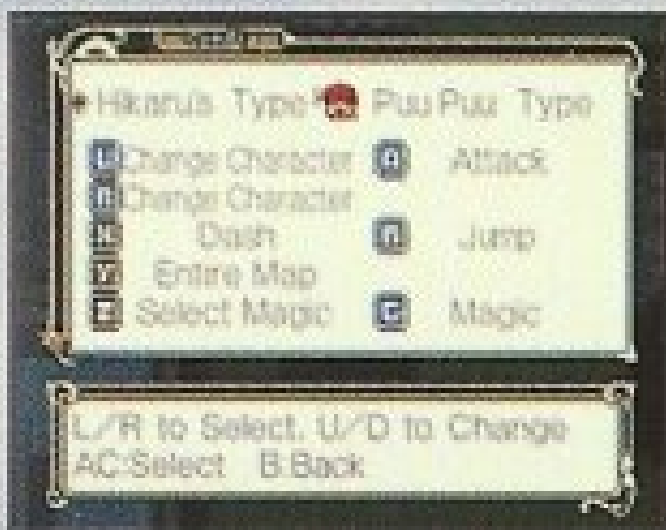 Hikaru's Type Puu Puu Type
L Change Character A Attack
R Change Character
X Dash B Jump
Y Entire Map
Z Select Magic C Magic
L/R to Select. U/D to Change
AC:Select B:Back